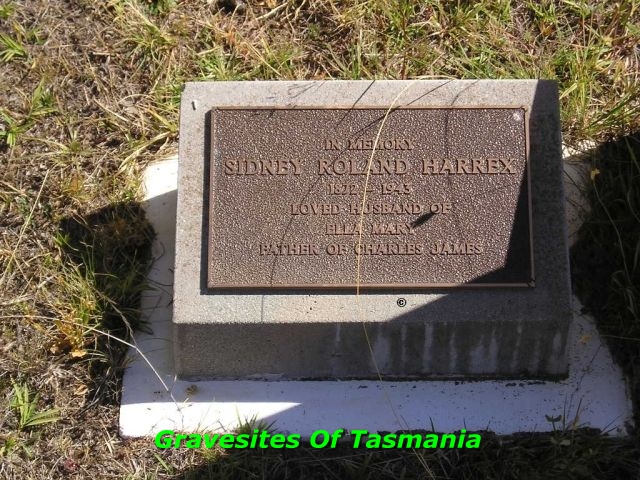 IN MEMORY
SIDNEY ROLAND HARREX
1872 - 1943
LOVED HUSBAND OF
ELLA MARY
FATHER OF CHARLES JAMES
©
Gravesites Of Tasmania